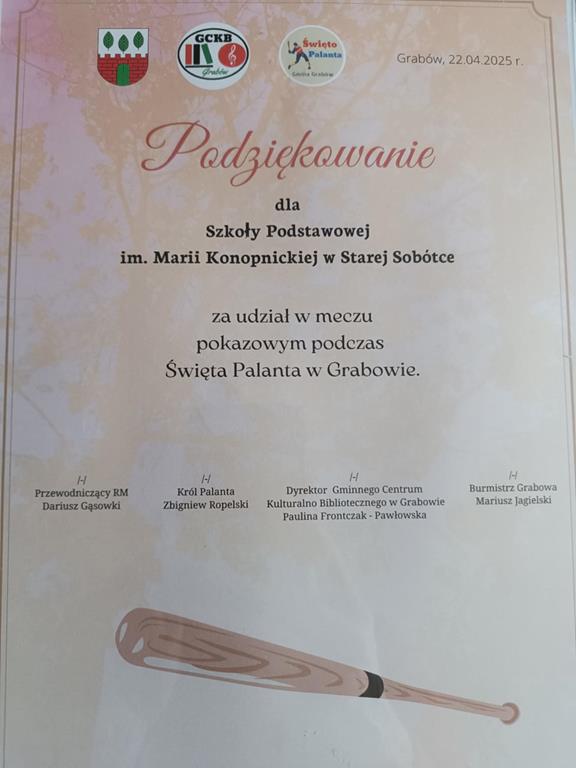 GCKB
Grabów
Święto
Palanta
Gmina Grabów
Grabów, 22.04.2025 r.
Podziękowanie
dla
Szkoły Podstawowej
im. Marii Konopnickiej w Starej Sobótce
za udział w meczu
pokazowym podczas
Święta Palanta w Grabowie.
/-/
Przewodniczący RM
Dariusz Gąsowki
/-/
Król Palanta
Zbigniew Ropelski
/-/
Dyrektor Gminnego Centrum
Kulturalno Bibliotecznego w Grabowie
Paulina Frontczak - Pawłowska
/-/
Burmistrz Grabowa
Mariusz Jagielski